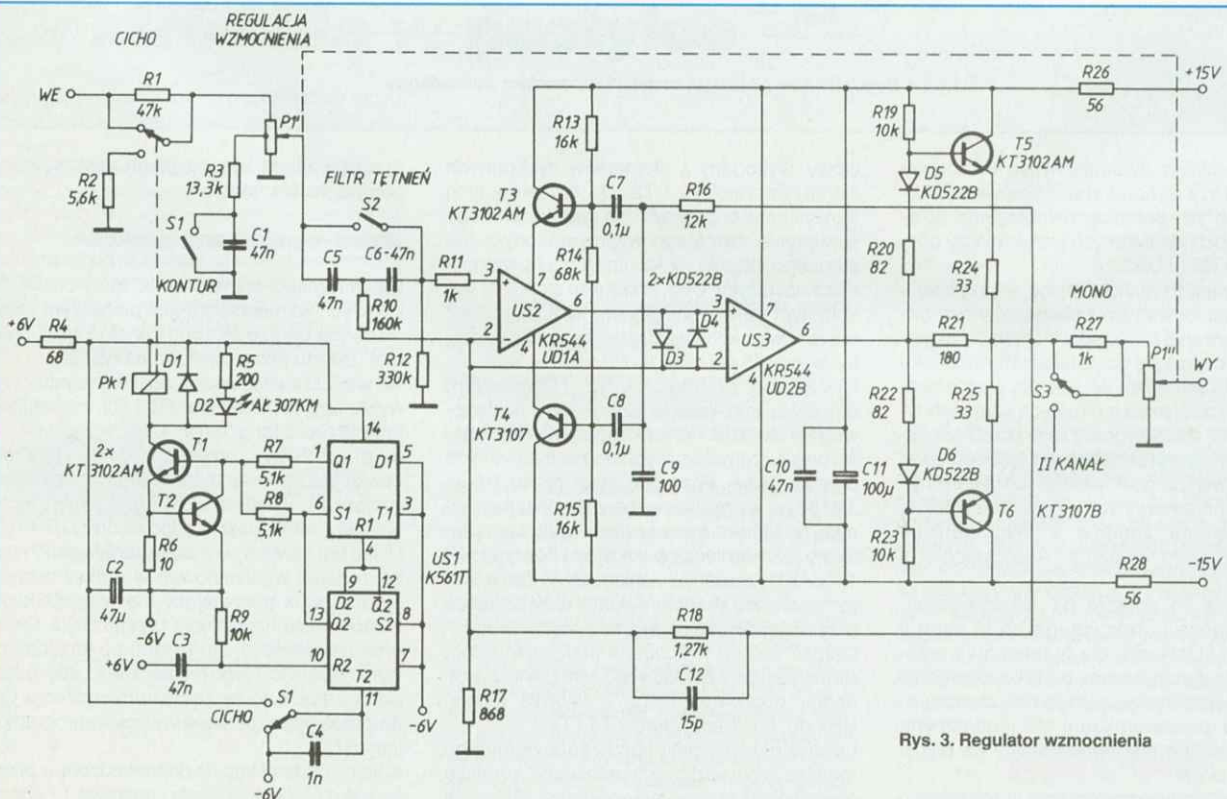 REGULACJA
WZMOCNIENIA
CICHO
WE
R1
47k
P1'
R2
5,6k
R3
13,3k
S1
C1
47n
KONTUR
FILTR TĘTNIEŃ
S2
C5
47n
C6-47n
R10
160k
R11
1k
R12
330k
+6V
R4
68
Pk1
D1
R5
200
D2
AŁ307KM
T1
2×
KT3102AM
T2
R7
5,1k
R8
5,1k
14
1
Q1
D1
5
6
S1
T1
3
R1
4
9
12
D2
Q2
13
Q2
S2
8
10
R2
7
T2
11
US1
K561T
-6V
R6
10
C2
47µ
-6V
R9
10k
+6V
C3
47n
S1
CICHO
C4
1n
-6V
T3
KT3102AM
R13
16k
C7
0,1µ
R14
68k
R16
12k
3
2
7
4
6
US2
KR544
UD1A
T4
KT3107
C8
0,1µ
R15
16k
C9
100
2×KD522B
D3
D4
3
2
7
4
6
US3
KR544
UD2B
R17
868
R18
1,27k
C12
15p
C10
47n
C11
100µ
R19
10k
D5
KD522B
R20
82
R21
180
R22
82
D6
KD522B
R23
10k
T5
KT3102AM
R24
33
R25
33
T6
KT3107B
R26
56
+15V
MONO
R27
1k
S3
P1''
WY
II KANAŁ
R28
56
-15V
Rys. 3. Regulator wzmocnienia